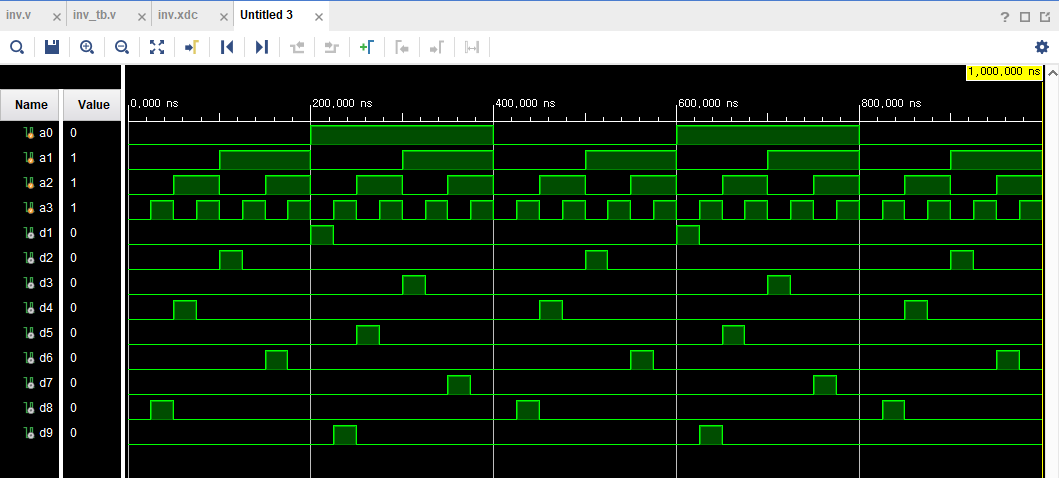 inv.v inv_tb.v inv.xdc Untitled 3
1,000,000 ns
Name Value 0,000 ns 200,000 ns 400,000 ns 600,000 ns 800,000 ns
a0 0
a1 1
a2 1
a3 1
d1 0
d2 0
d3 0
d4 0
d5 0
d6 0
d7 0
d8 0
d9 0